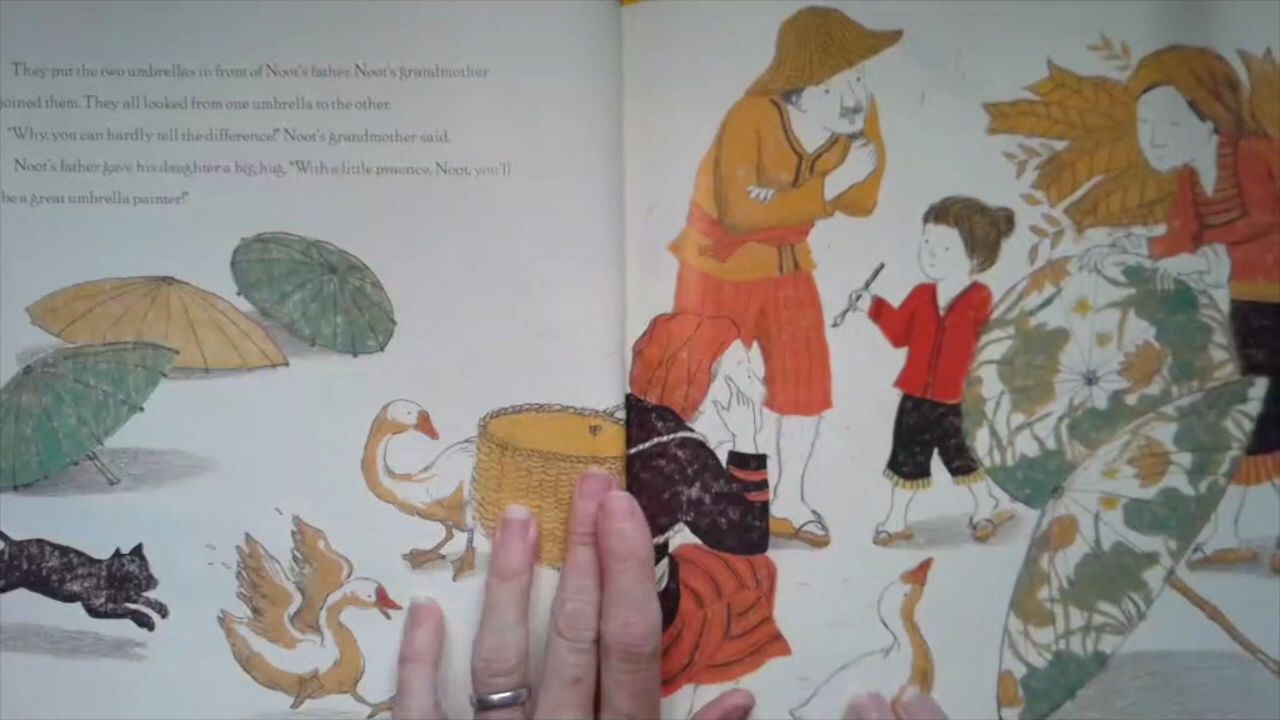 They put the two umbrellas in front of Noot's father. Noot's grandmother
joined them. They all looked from one umbrella to the other.
"Why, you can hardly tell the difference!" Noot's grandmother said.
Noot's father gave his daughter a big hug. "With a little practice, Noot, you'll
be a great umbrella painter!"